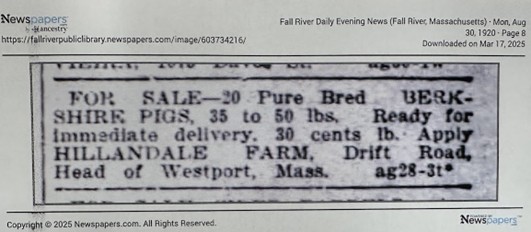 Newspapers™
by ancestry
https://fallriverpubliclibrary.newspapers.com/image/603734216/
Fall River Daily Evening News (Fall River, Massachusetts) · Mon, Aug
30, 1920 · Page 8
Downloaded on Mar 17, 2025
FOR SALE—20 Pure Bred BERK-
SHIRE PIGS, 35 to 50 lbs. Ready for
immediate delivery, 30 cents lb. Apply
HILLANDALE FARM, Drift Road,
Head of Westport, Mass. ag28-3t*
Copyright © 2025 Newspapers.com. All Rights Reserved.
Newspapers™